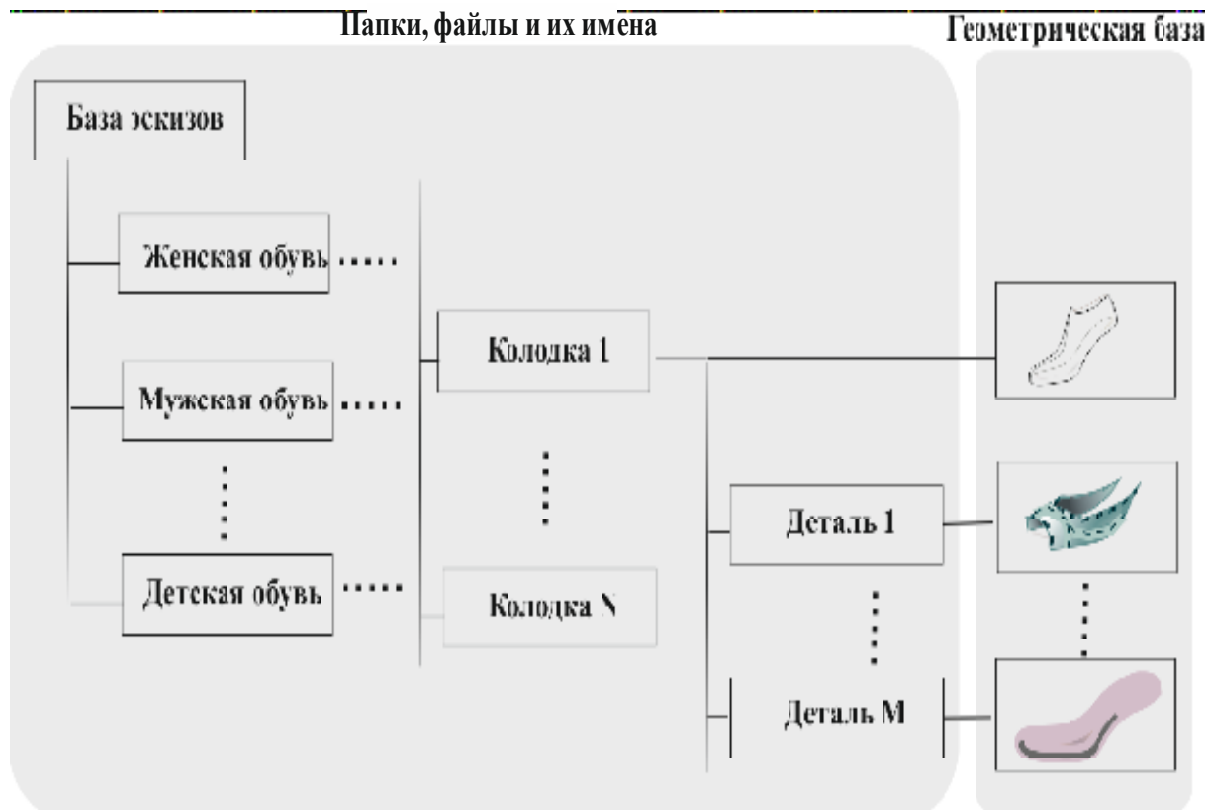 Папки, файлы и их имена
Геометрическая база
База эскизов
Женская обувь
Колодка 1
Мужская обувь
Деталь 1
Детская обувь
Колодка N
Деталь M